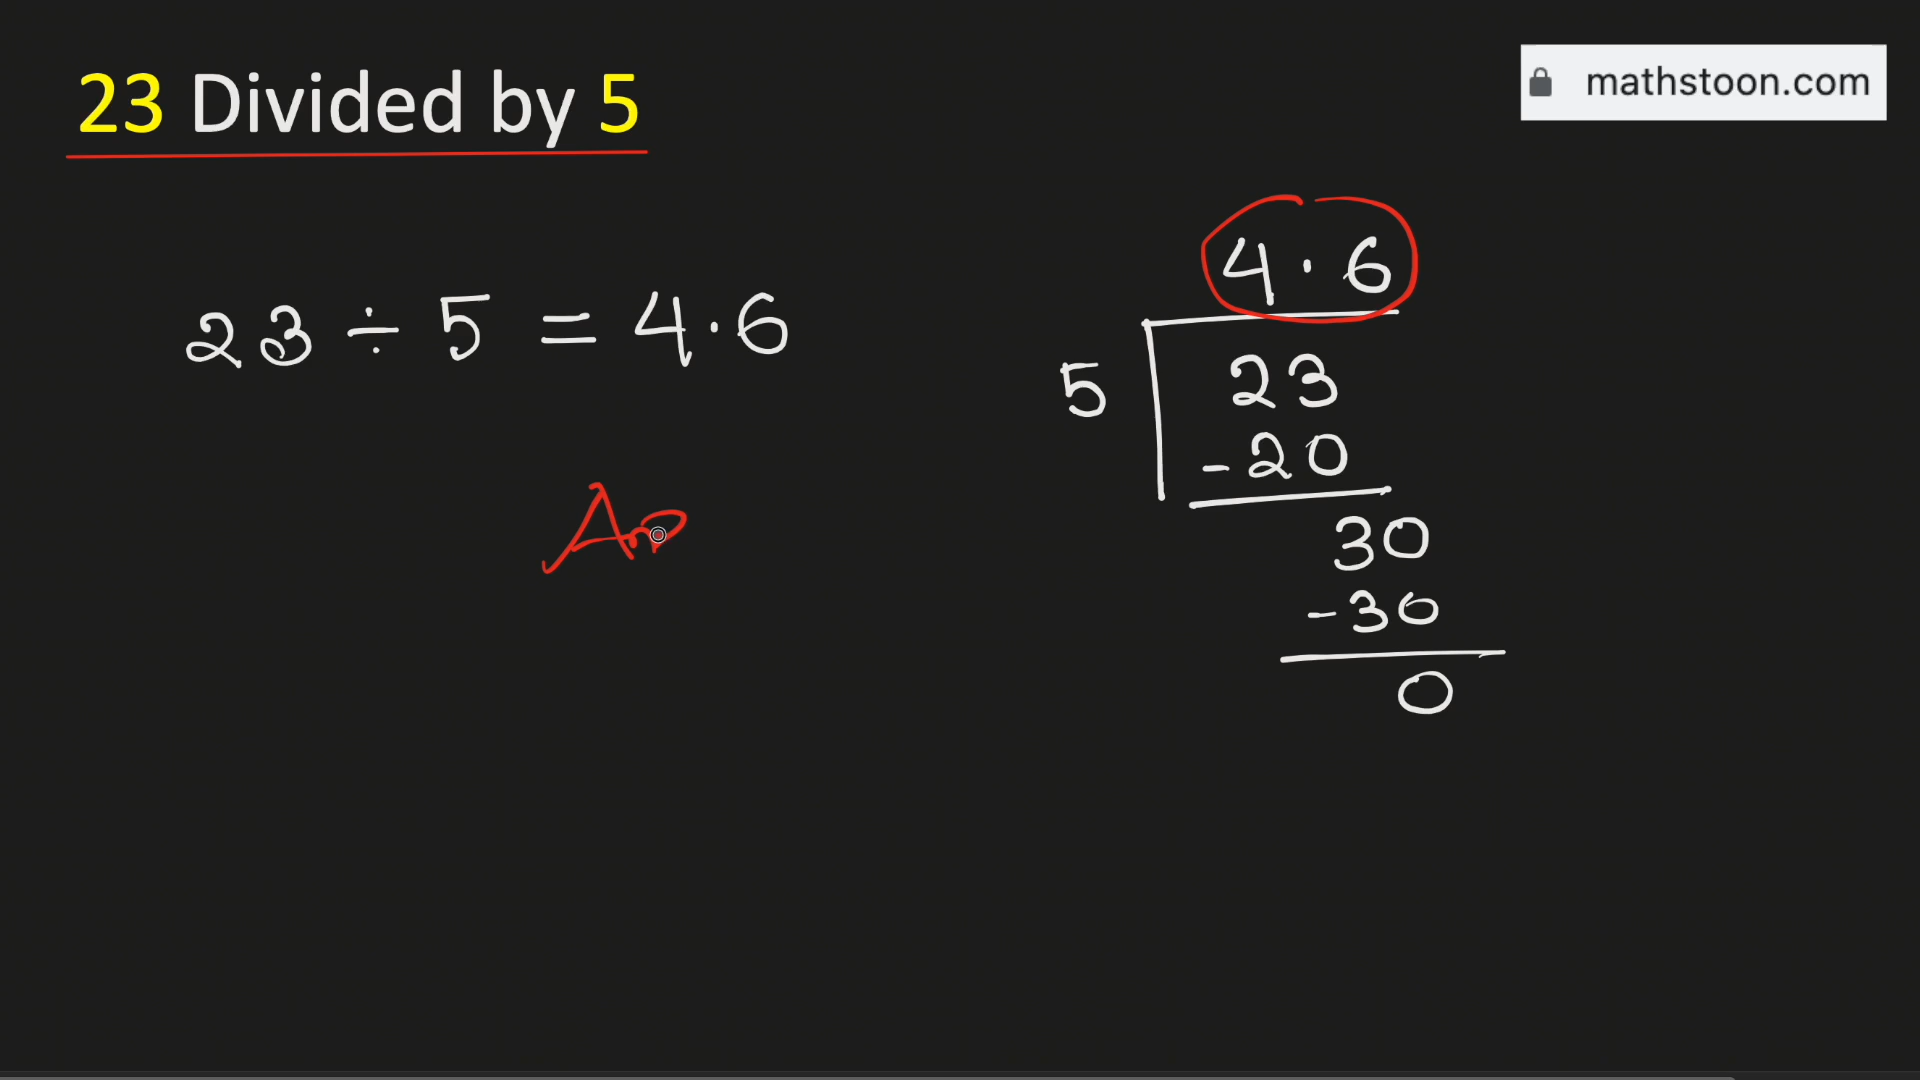 23 Divided by 5
mathstoon.com
23 ÷ 5 = 4.6
4.6
5
23
-20
30
-30
0